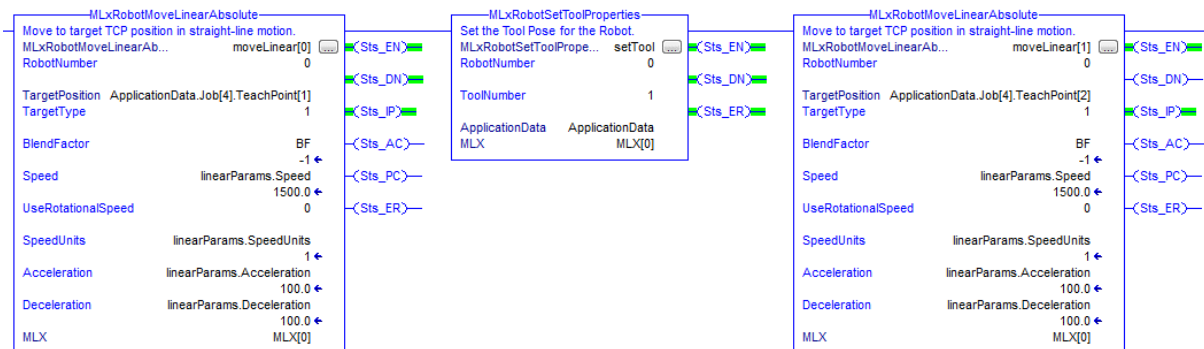 MLxRobotMoveLinearAbsolute
Move to target TCP position in straight-line motion.
MLxRobotMoveLinearAb... moveLinear[0] ...
RobotNumber 0
TargetPosition ApplicationData.Job[4].TeachPoint[1]
TargetType 1
BlendFactor BF
-1
Speed linearParams.Speed
1500.0
UseRotationalSpeed 0
SpeedUnits linearParams.SpeedUnits
1
Acceleration linearParams.Acceleration
100.0
Deceleration linearParams.Deceleration
100.0
MLX MLX[0]
(Sts_EN)
(Sts_DN)
(Sts_IP)
(Sts_AC)
(Sts_PC)
(Sts_ER)
MLxRobotSetToolProperties
Set the Tool Pose for the Robot.
MLxRobotSetToolPrope... setTool ...
RobotNumber 0
ToolNumber 1
ApplicationData ApplicationData
MLX MLX[0]
(Sts_EN)
(Sts_DN)
(Sts_ER)
MLxRobotMoveLinearAbsolute
Move to target TCP position in straight-line motion.
MLxRobotMoveLinearAb... moveLinear[1] ...
RobotNumber 0
TargetPosition ApplicationData.Job[4].TeachPoint[2]
TargetType 1
BlendFactor BF
-1
Speed linearParams.Speed
1500.0
UseRotationalSpeed 0
SpeedUnits linearParams.SpeedUnits
1
Acceleration linearParams.Acceleration
100.0
Deceleration linearParams.Deceleration
100.0
MLX MLX[0]
(Sts_EN)
(Sts_DN)
(Sts_IP)
(Sts_AC)
(Sts_PC)
(Sts_ER)